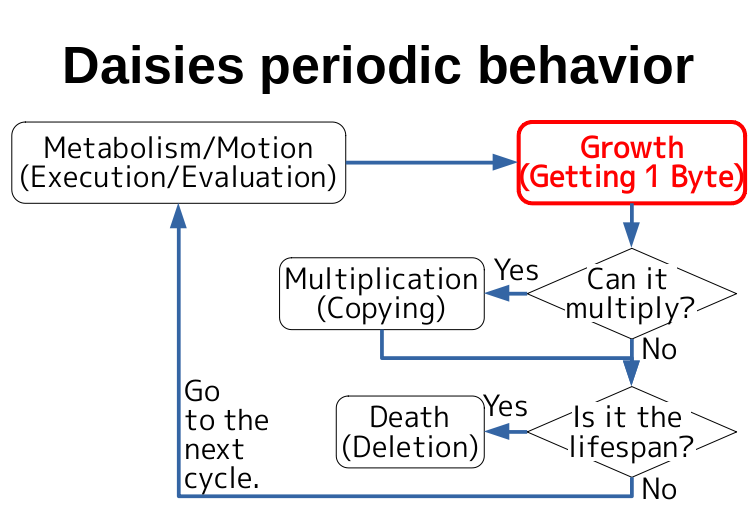 Daisies periodic behavior
Metabolism/Motion
(Execution/Evaluation)
Growth
(Getting 1 Byte)
Can it
multiply?
Yes
Multiplication
(Copying)
No
Is it the
lifespan?
Yes
Death
(Deletion)
No
Go
to the
next
cycle.